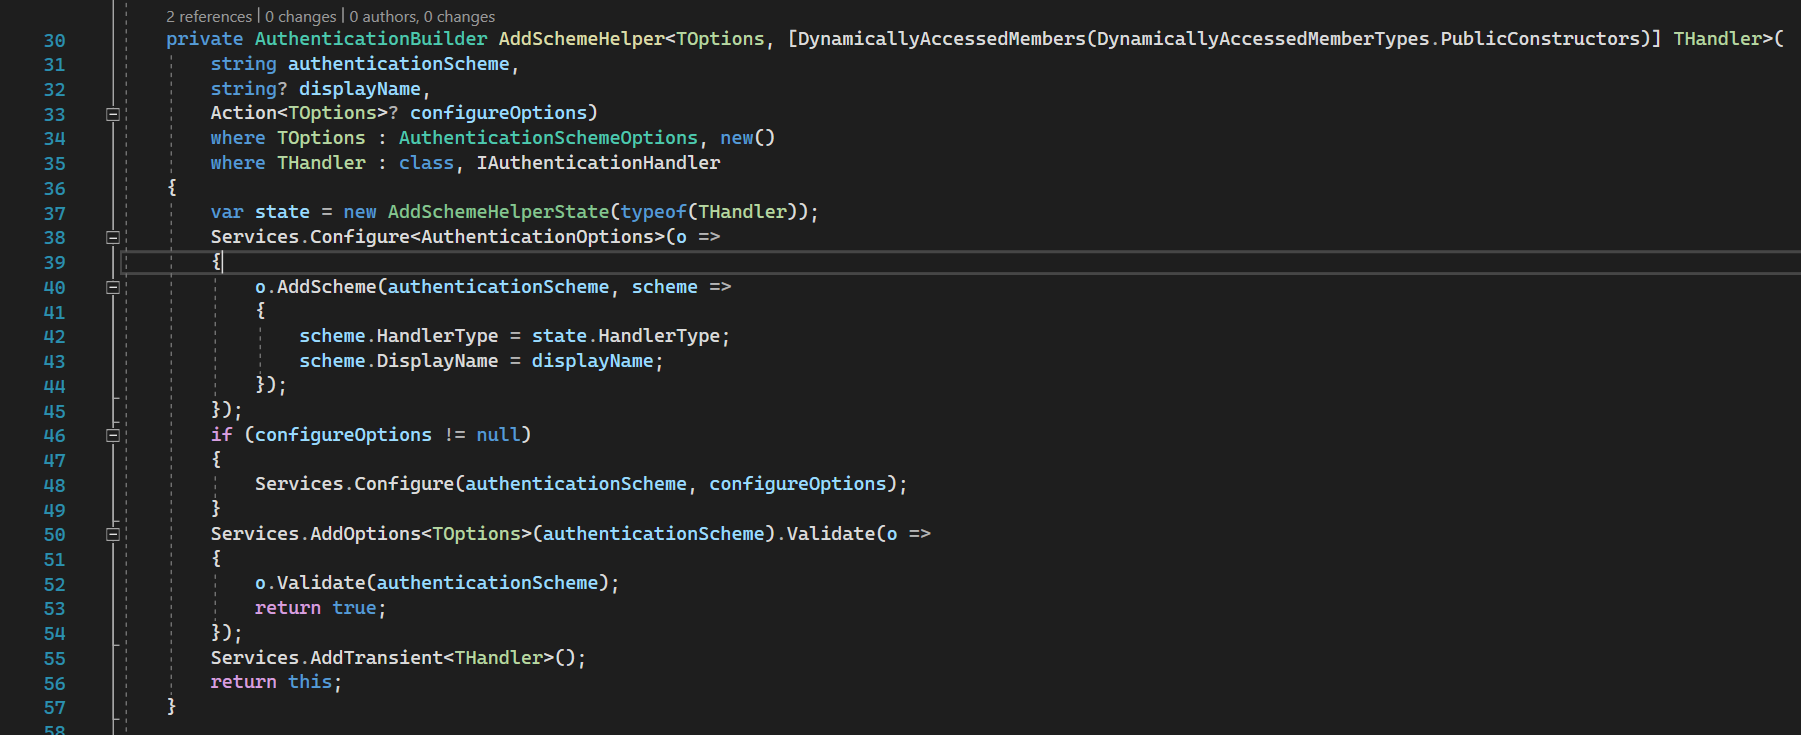 2 references | 0 changes | 0 authors, 0 changes
30 private AuthenticationBuilder AddSchemeHelper<TOptions, [DynamicallyAccessedMembers(DynamicallyAccessedMemberTypes.PublicConstructors)] THandler>(
31 string authenticationScheme,
32 string? displayName,
33 Action<TOptions>? configureOptions)
34 where TOptions : AuthenticationSchemeOptions, new()
35 where THandler : class, IAuthenticationHandler
36 {
37 var state = new AddSchemeHelperState(typeof(THandler));
38 Services.Configure<AuthenticationOptions>(o =>
39 {
40 o.AddScheme(authenticationScheme, scheme =>
41 {
42 scheme.HandlerType = state.HandlerType;
43 scheme.DisplayName = displayName;
44 });
45 });
46 if (configureOptions != null)
47 {
48 Services.Configure(authenticationScheme, configureOptions);
49 }
50 Services.AddOptions<TOptions>(authenticationScheme).Validate(o =>
51 {
52 o.Validate(authenticationScheme);
53 return true;
54 });
55 Services.AddTransient<THandler>();
56 return this;
57 }
58